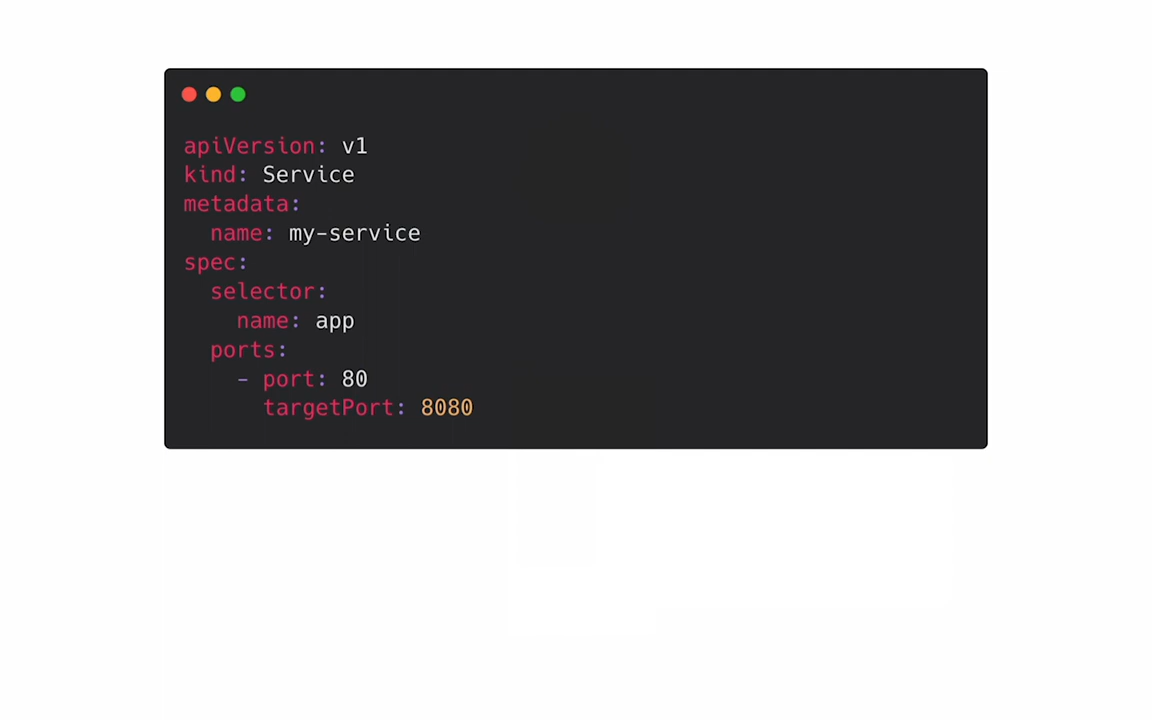 apiVersion: v1
kind: Service
metadata:
  name: my-service
spec:
  selector:
    name: app
  ports:
    - port: 80
      targetPort: 8080